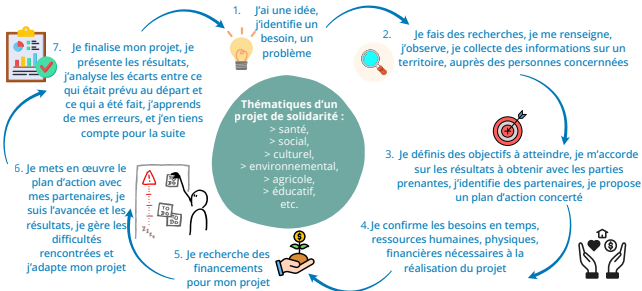 1. J'ai une idée,
j'identifie un
besoin, un
problème
2. Je fais des recherches, je me renseigne,
j'observe, je collecte des informations sur un
territoire, auprès des personnes concernnées
3. Je définis des objectifs à atteindre, je m'accorde
sur les résultats à obtenir avec les parties
prenantes, j'identifie des partenaires, je propose
un plan d'action concerté
4.Je confirme les besoins en temps,
ressources humaines, physiques,
financières nécessaires à la
réalisation du projet
5. Je recherche des
financements
pour mon projet
6. Je mets en œuvre le
plan d'action avec
mes partenaires, je
suis l'avancée et les
résultats, je gère les
difficultés
rencontrées et
j'adapte mon projet
TO
DO
TO
DO
TO
DO
7. Je finalise mon projet, je
présente les résultats,
j'analyse les écarts entre ce
qui était prévu au départ et
ce qui a été fait, j'apprends
de mes erreurs, et j'en tiens
compte pour la suite
Thématiques d'un
projet de solidarité :
> santé,
> social,
> culturel,
> environnemental,
> agricole,
> éducatif,
etc.